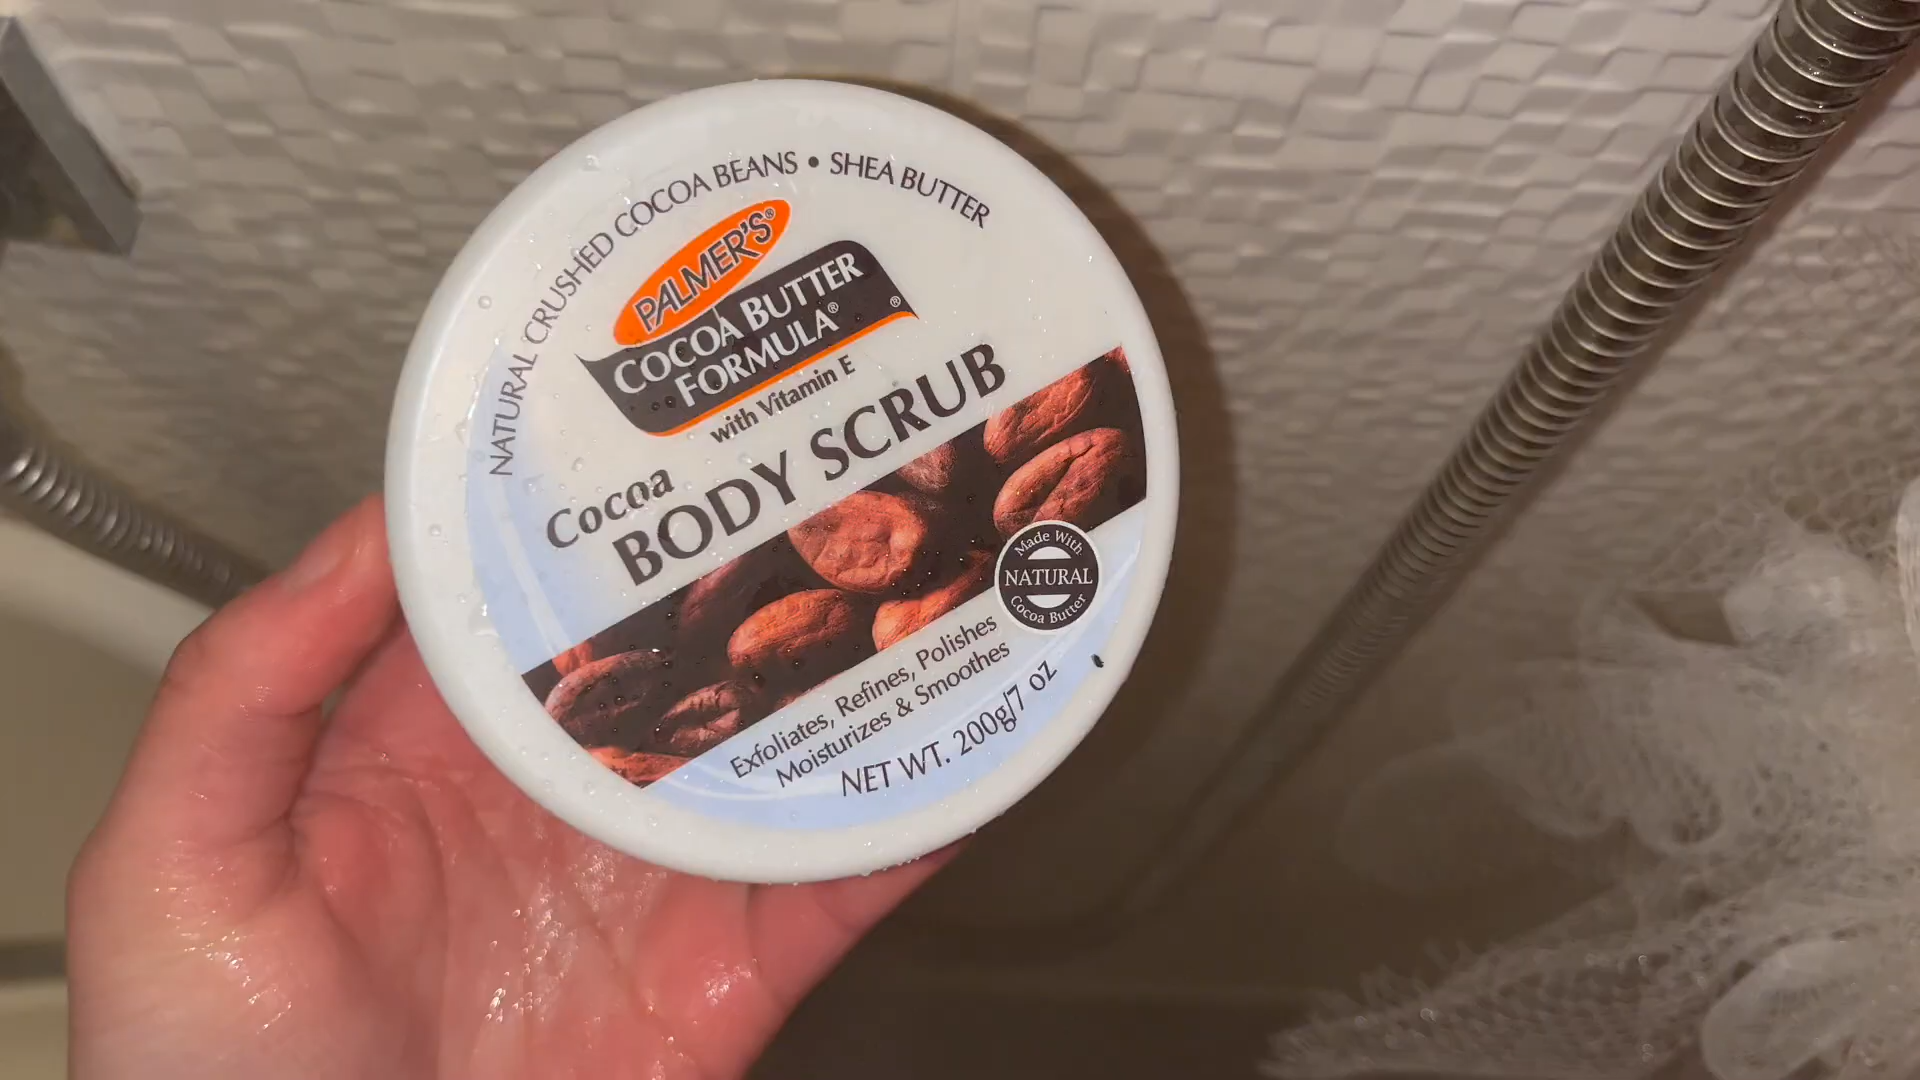 NATURAL CRUSHED COCOA BEANS • SHEA BUTTER
PALMER'S®
COCOA BUTTER
FORMULA® ®
with Vitamin E
Cocoa
BODY SCRUB
Made With
NATURAL
Cocoa Butter
Exfoliates, Refines, Polishes
Moisturizes & Smoothes
NET WT. 200g/7 oz